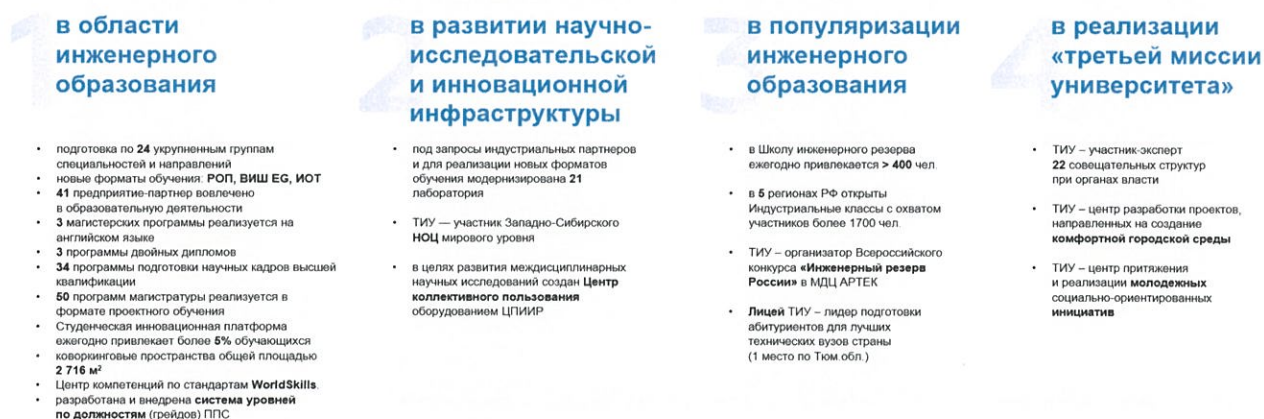 1
в области
инженерного
образования
• подготовка по 24 укрупненным группам
специальностей и направлений
• новые форматы обучения: РОП, ВИШ EG, ИОТ
• 41 предприятие-партнер вовлечено
в образовательную деятельность
• 3 магистерских программы реализуется на
английском языке
• 3 программы двойных дипломов
• 34 программы подготовки научных кадров высшей
квалификации
• 50 программ магистратуры реализуется в
формате проектного обучения
• Студенческая инновационная платформа
ежегодно привлекает более 5% обучающихся
• коворкинговые пространства общей площадью
2 716 м²
• Центр компетенций по стандартам WorldSkills.
• разработана и внедрена система уровней
по должностям (грейдов) ППС
2
в развитии научно-
исследовательской
и инновационной
инфраструктуры
• под запросы индустриальных партнеров
и для реализации новых форматов
обучения модернизирована 21
лаборатория
• ТИУ — участник Западно-Сибирского
НОЦ мирового уровня
• в целях развития междисциплинарных
научных исследований создан Центр
коллективного пользования
оборудованием ЦПИИР
3
в популяризации
инженерного
образования
• в Школу инженерного резерва
ежегодно привлекается > 400 чел.
• в 5 регионах РФ открыты
Индустриальные классы с охватом
участников более 1700 чел.
• ТИУ – организатор Всероссийского
конкурса «Инженерный резерв
России» в МДЦ АРТЕК
• Лицей ТИУ – лидер подготовки
абитуриентов для лучших
технических вузов страны
(1 место по Тюм.обл.)
4
в реализации
«третьей миссии
университета»
• ТИУ – участник-эксперт
22 совещательных структур
при органах власти
• ТИУ – центр разработки проектов,
направленных на создание
комфортной городской среды
• ТИУ – центр притяжения
и реализации молодежных
социально-ориентированных
инициатив